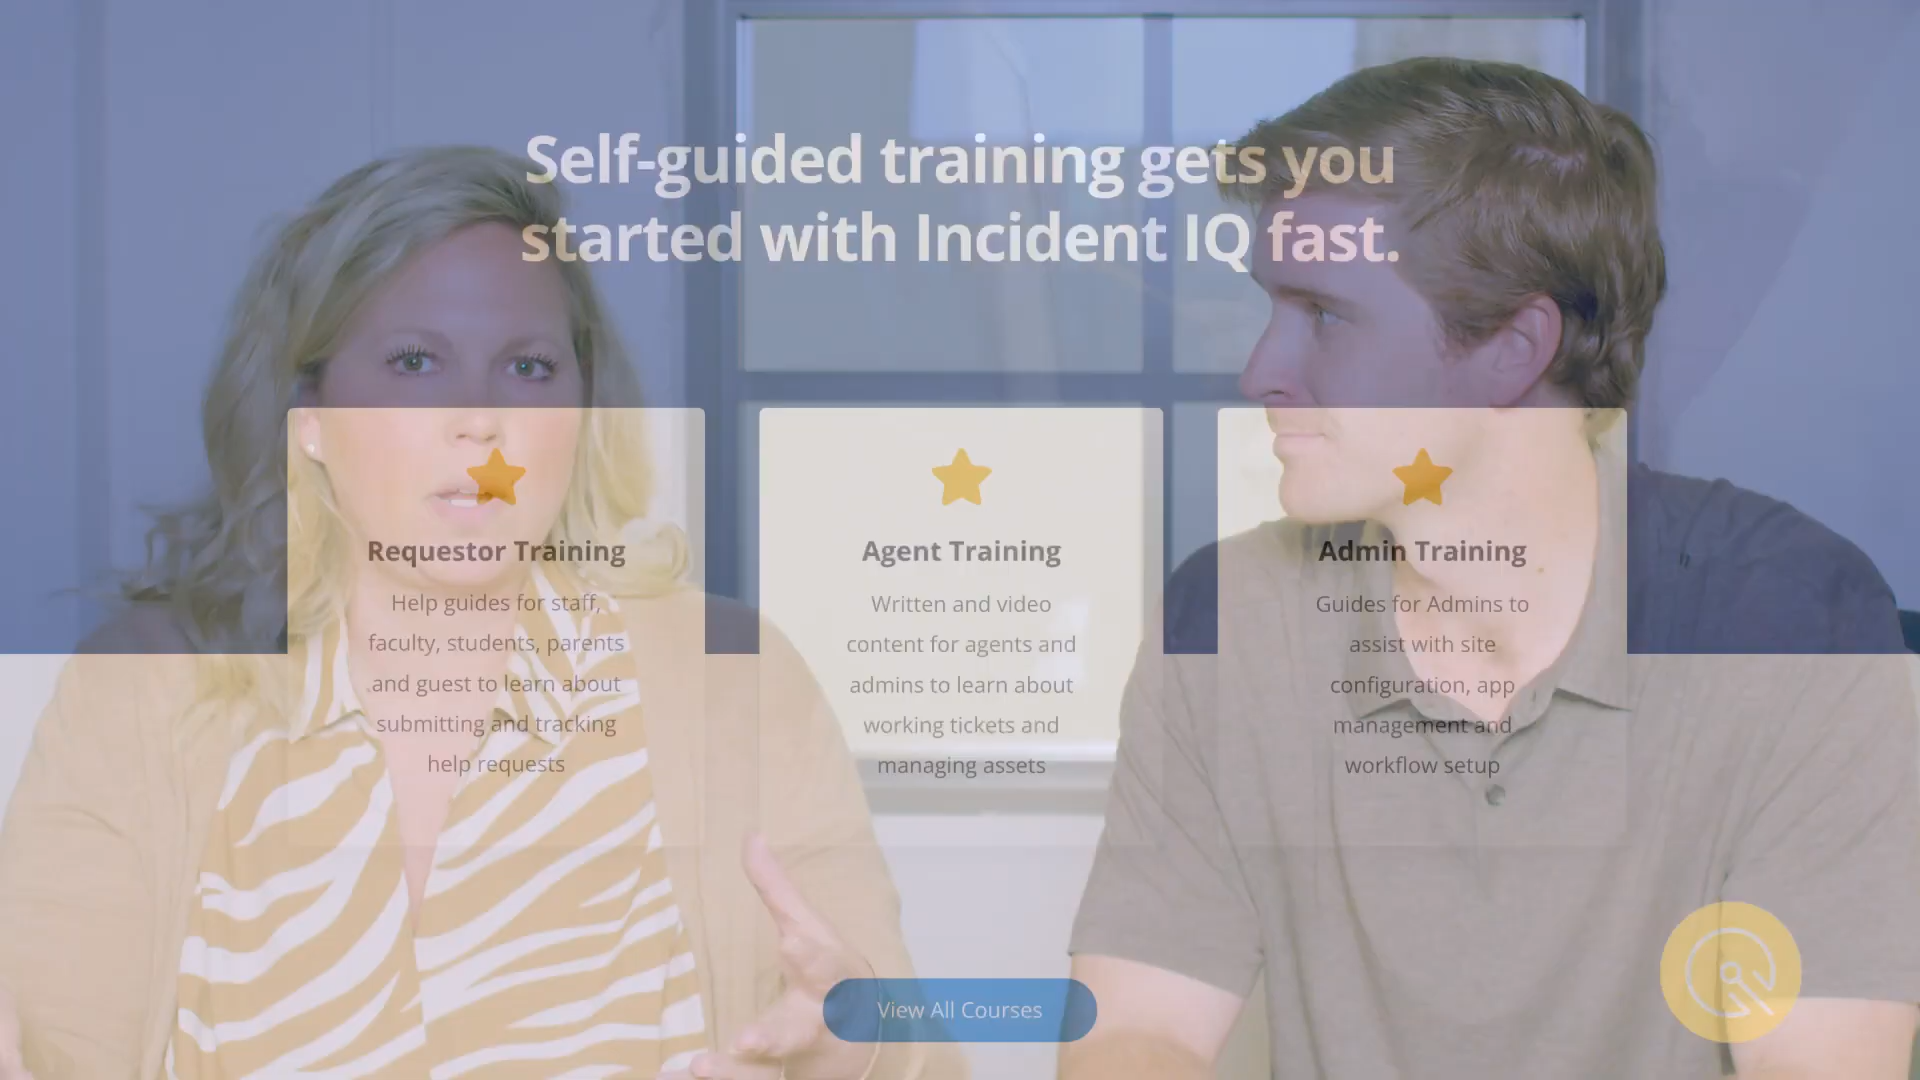 Self-guided training gets you
started with Incident IQ fast.
Requestor Training
Help guides for staff,
faculty, students, parents
and guest to learn about
submitting and tracking
help requests
Agent Training
Written and video
content for agents and
admins to learn about
working tickets and
managing assets
Admin Training
Guides for Admins to
assist with site
configuration, app
management and
workflow setup
View All Courses